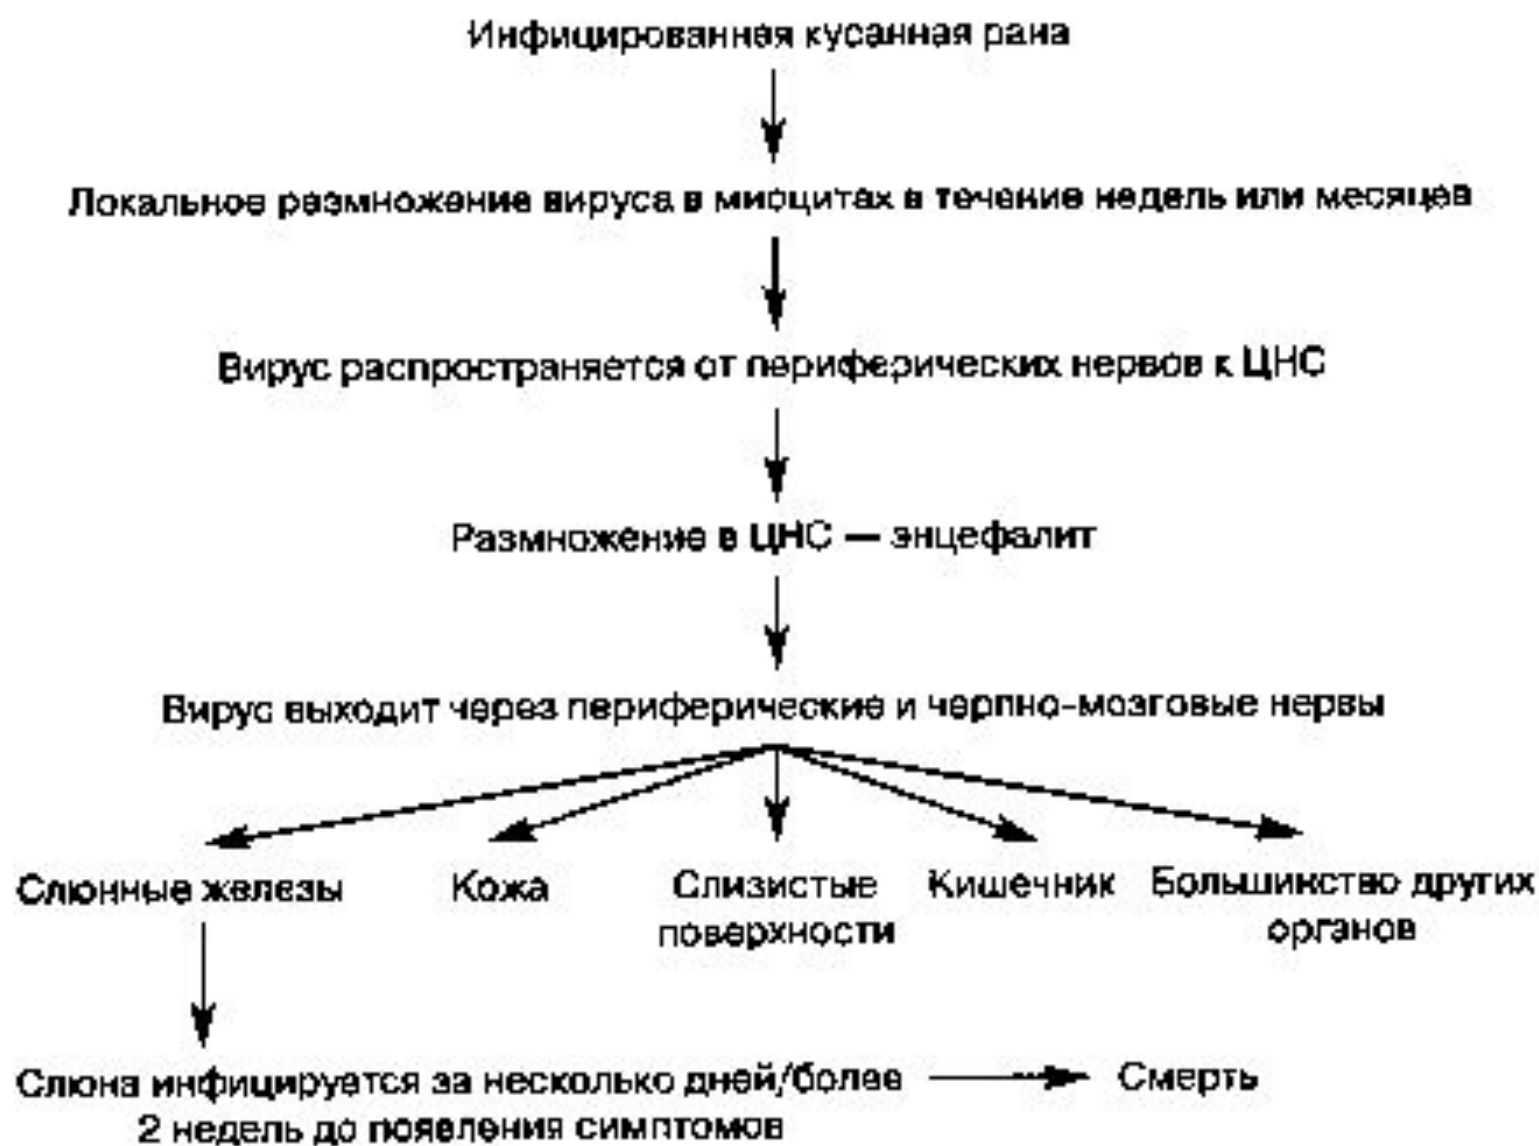 Инфицированная кусанная рана
Локальное размножение вируса в миоцитах в течение недель или месяцев
Вирус распространяется от периферических нервов к ЦНС
Размножение в ЦНС — энцефалит
Вирус выходит через периферические и черпно-мозговые нервы
Слюнные железы
Кожа
Слизистые
поверхности
Кишечник
Большинство других
органов
Слюна инфицируется за несколько дней/более
2 недель до появления симптомов
Смерть